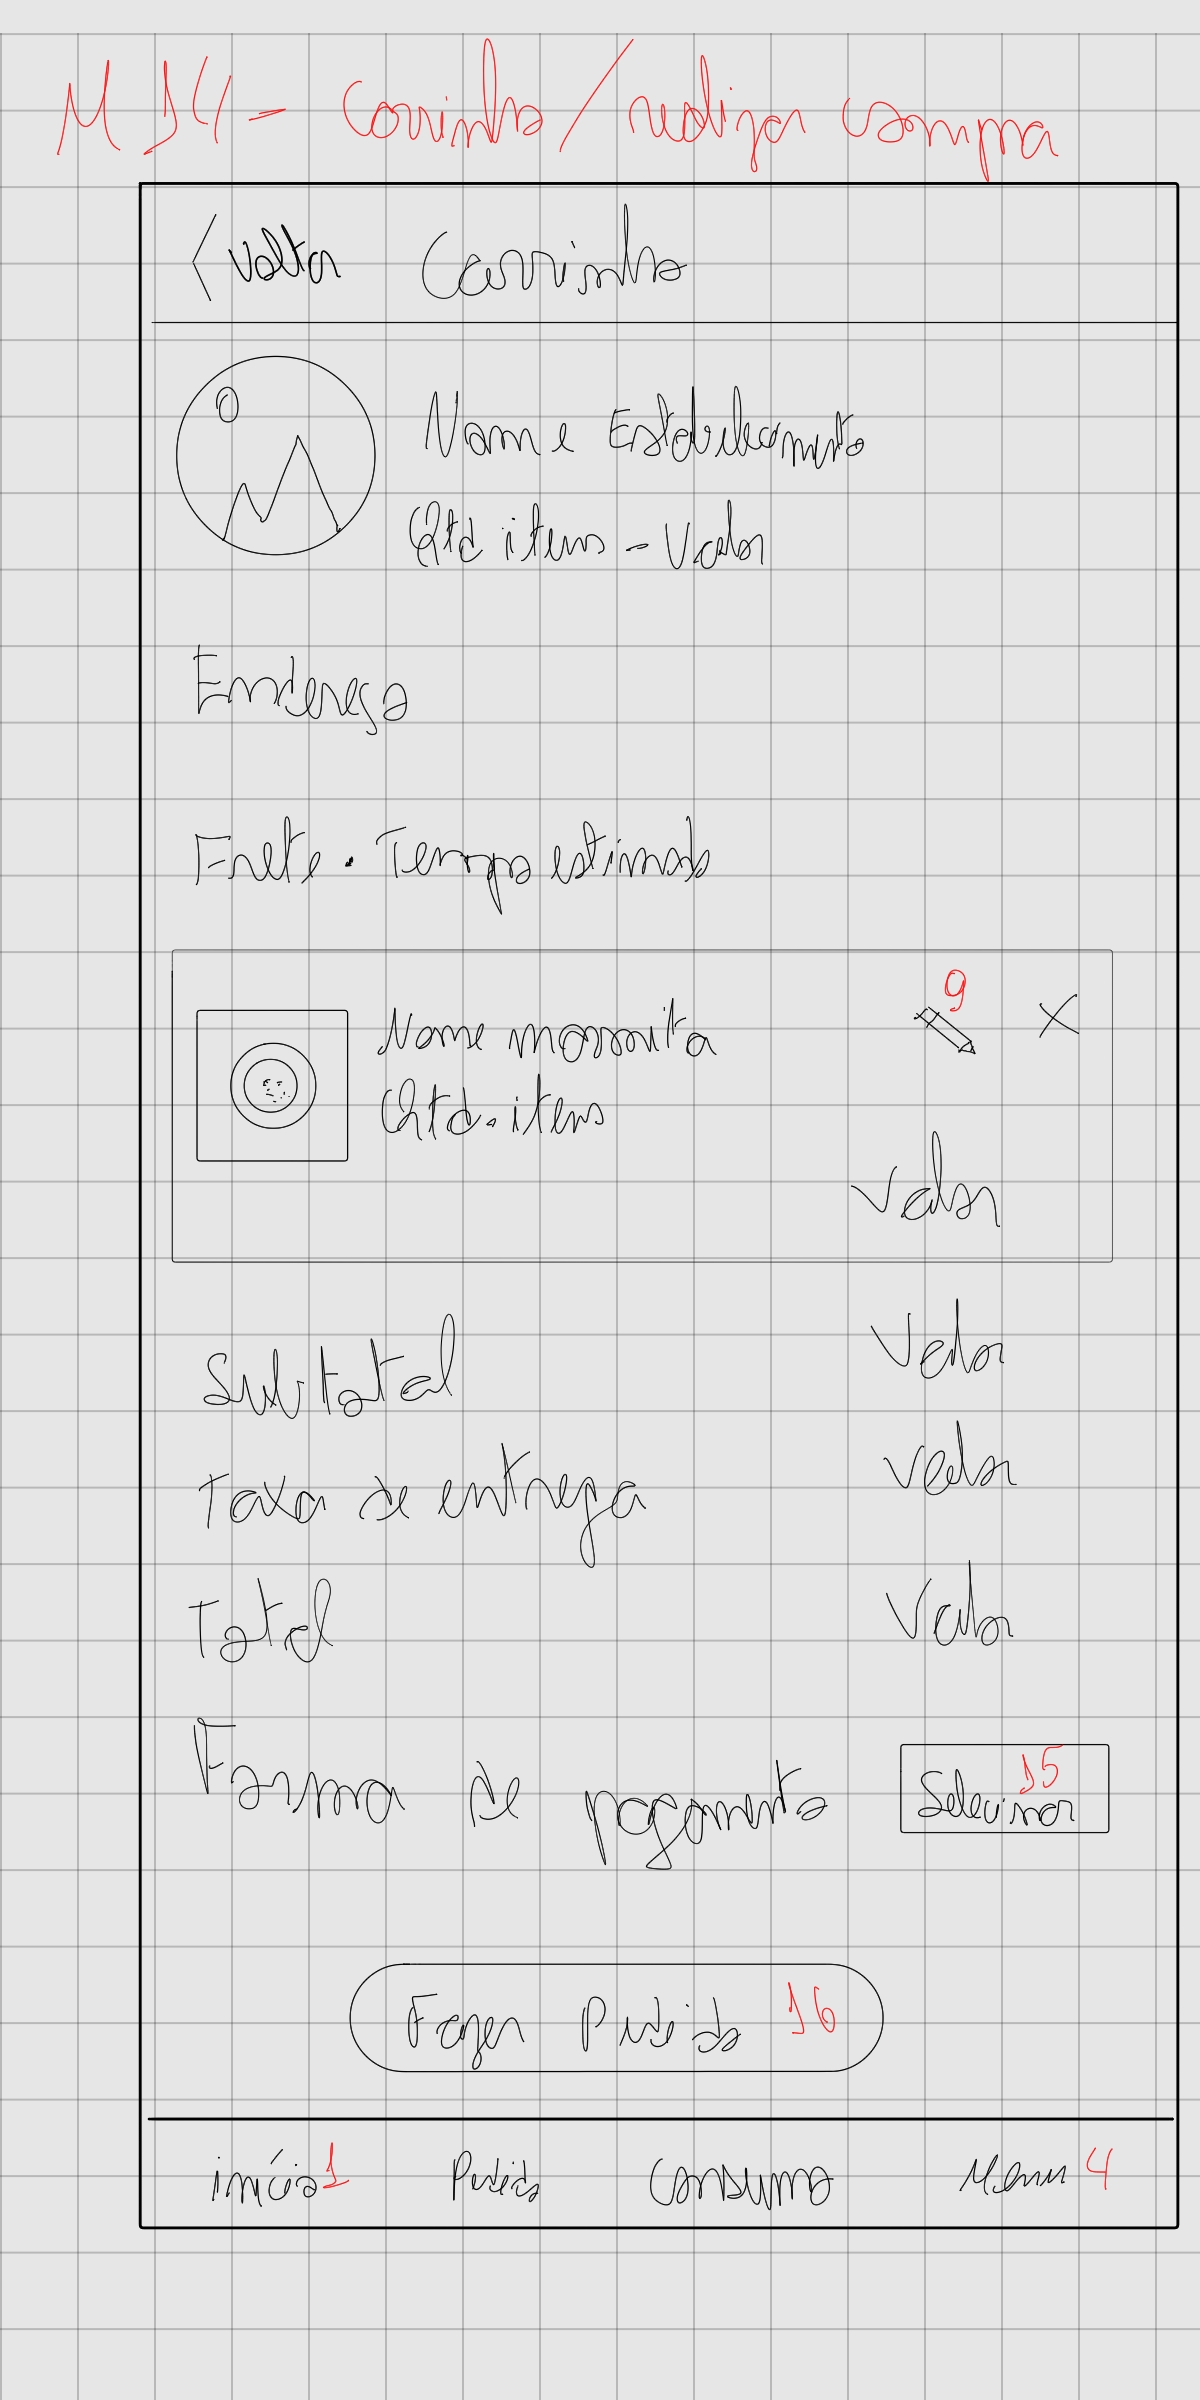 M 14 - Carrinho / realizar compra
< Voltar Carrinho
Nome Estabelecimento
Qtd itens - Valor
Endereço
Frete . Tempo estimado
9
Nome marmita X
Qtd. itens
Valor
Subtotal Valor
Taxa de entrega Valor
Total Valor
Forma de pagamento Selecionar 15
Fazer Pedido 16
início 1 Pedido Consumo Menu 4